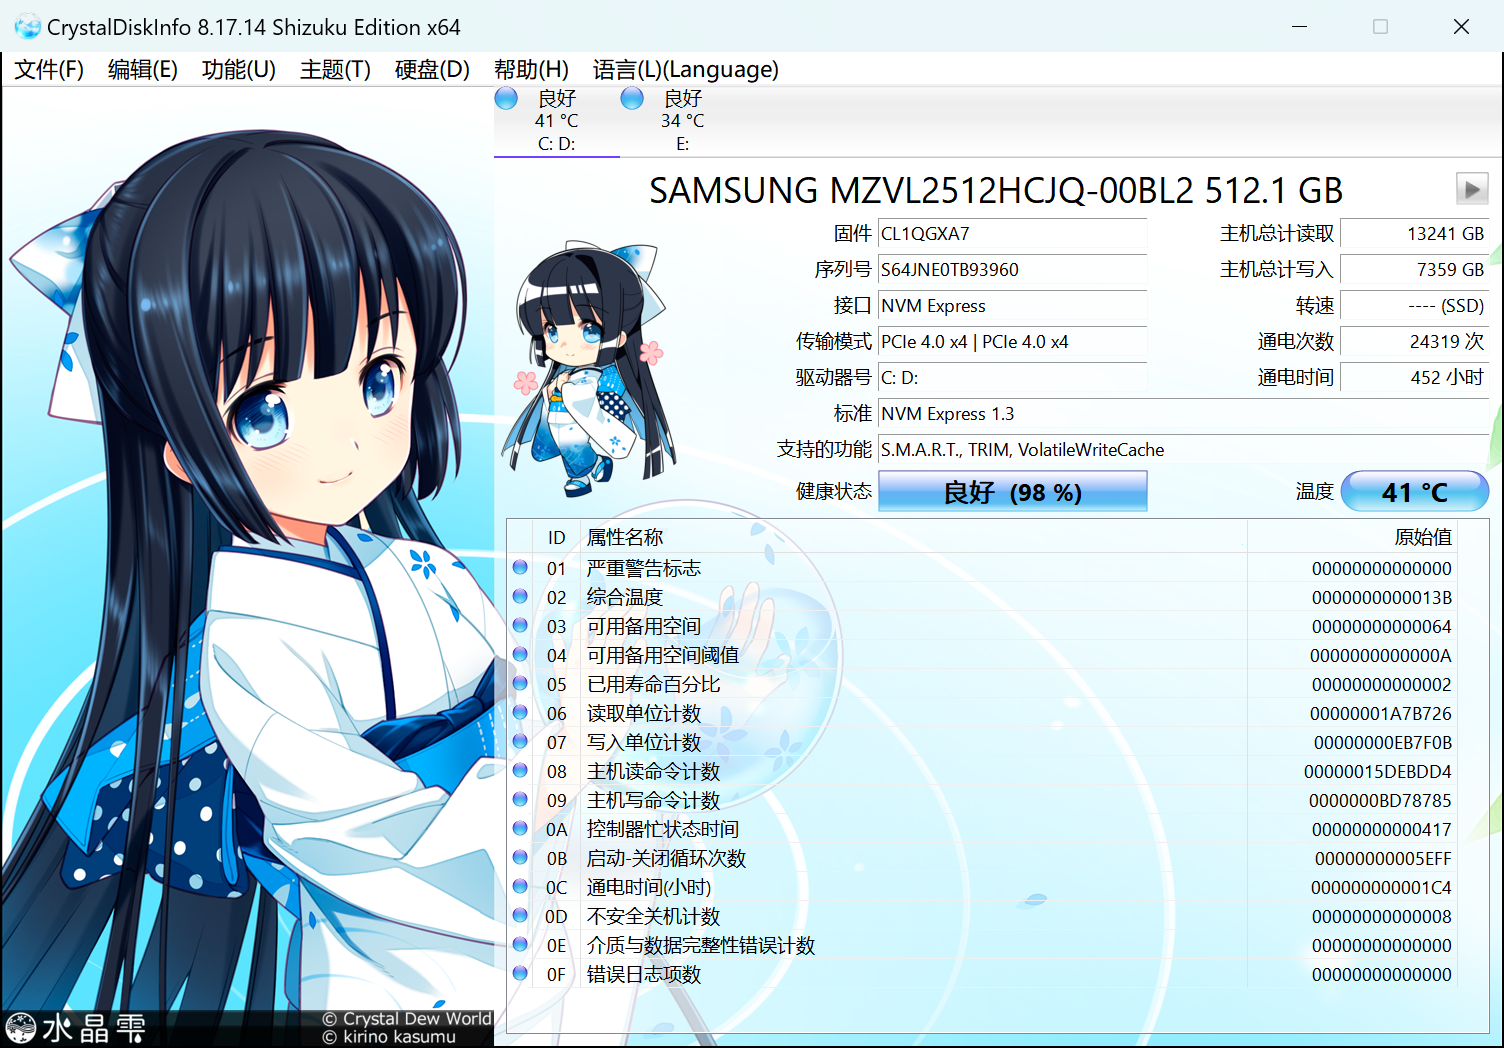 CrystalDiskInfo 8.17.14 Shizuku Edition x64
文件(F) 编辑(E) 功能(U) 主题(T) 硬盘(D) 帮助(H) 语言(L)(Language)
良好 良好
41 °C 34 °C
C: D: E:
SAMSUNG MZVL2512HCJQ-00BL2 512.1 GB
固件 CL1QGXA7 主机总计读取 13241 GB
序列号 S64JNE0TB93960 主机总计写入 7359 GB
接口 NVM Express 转速 ---- (SSD)
传输模式 PCIe 4.0 x4 | PCIe 4.0 x4 通电次数 24319 次
驱动器号 C: D: 通电时间 452 小时
标准 NVM Express 1.3
支持的功能 S.M.A.R.T., TRIM, VolatileWriteCache
健康状态 良好 (98 %) 温度 41 °C
ID 属性名称 原始值
01 严重警告标志 00000000000000
02 综合温度 0000000000013B
03 可用备用空间 00000000000064
04 可用备用空间阈值 0000000000000A
05 已用寿命百分比 00000000000002
06 读取单位计数 00000001A7B726
07 写入单位计数 00000000EB7F0B
08 主机读命令计数 00000015DEBDD4
09 主机写命令计数 0000000BD78785
0A 控制器忙状态时间 00000000000417
0B 启动-关闭循环次数 00000000005EFF
0C 通电时间(小时) 000000000001C4
0D 不安全关机计数 00000000000008
0E 介质与数据完整性错误计数 00000000000000
0F 错误日志项数 00000000000000
水晶雫
© Crystal Dew World
© kirino kasumu